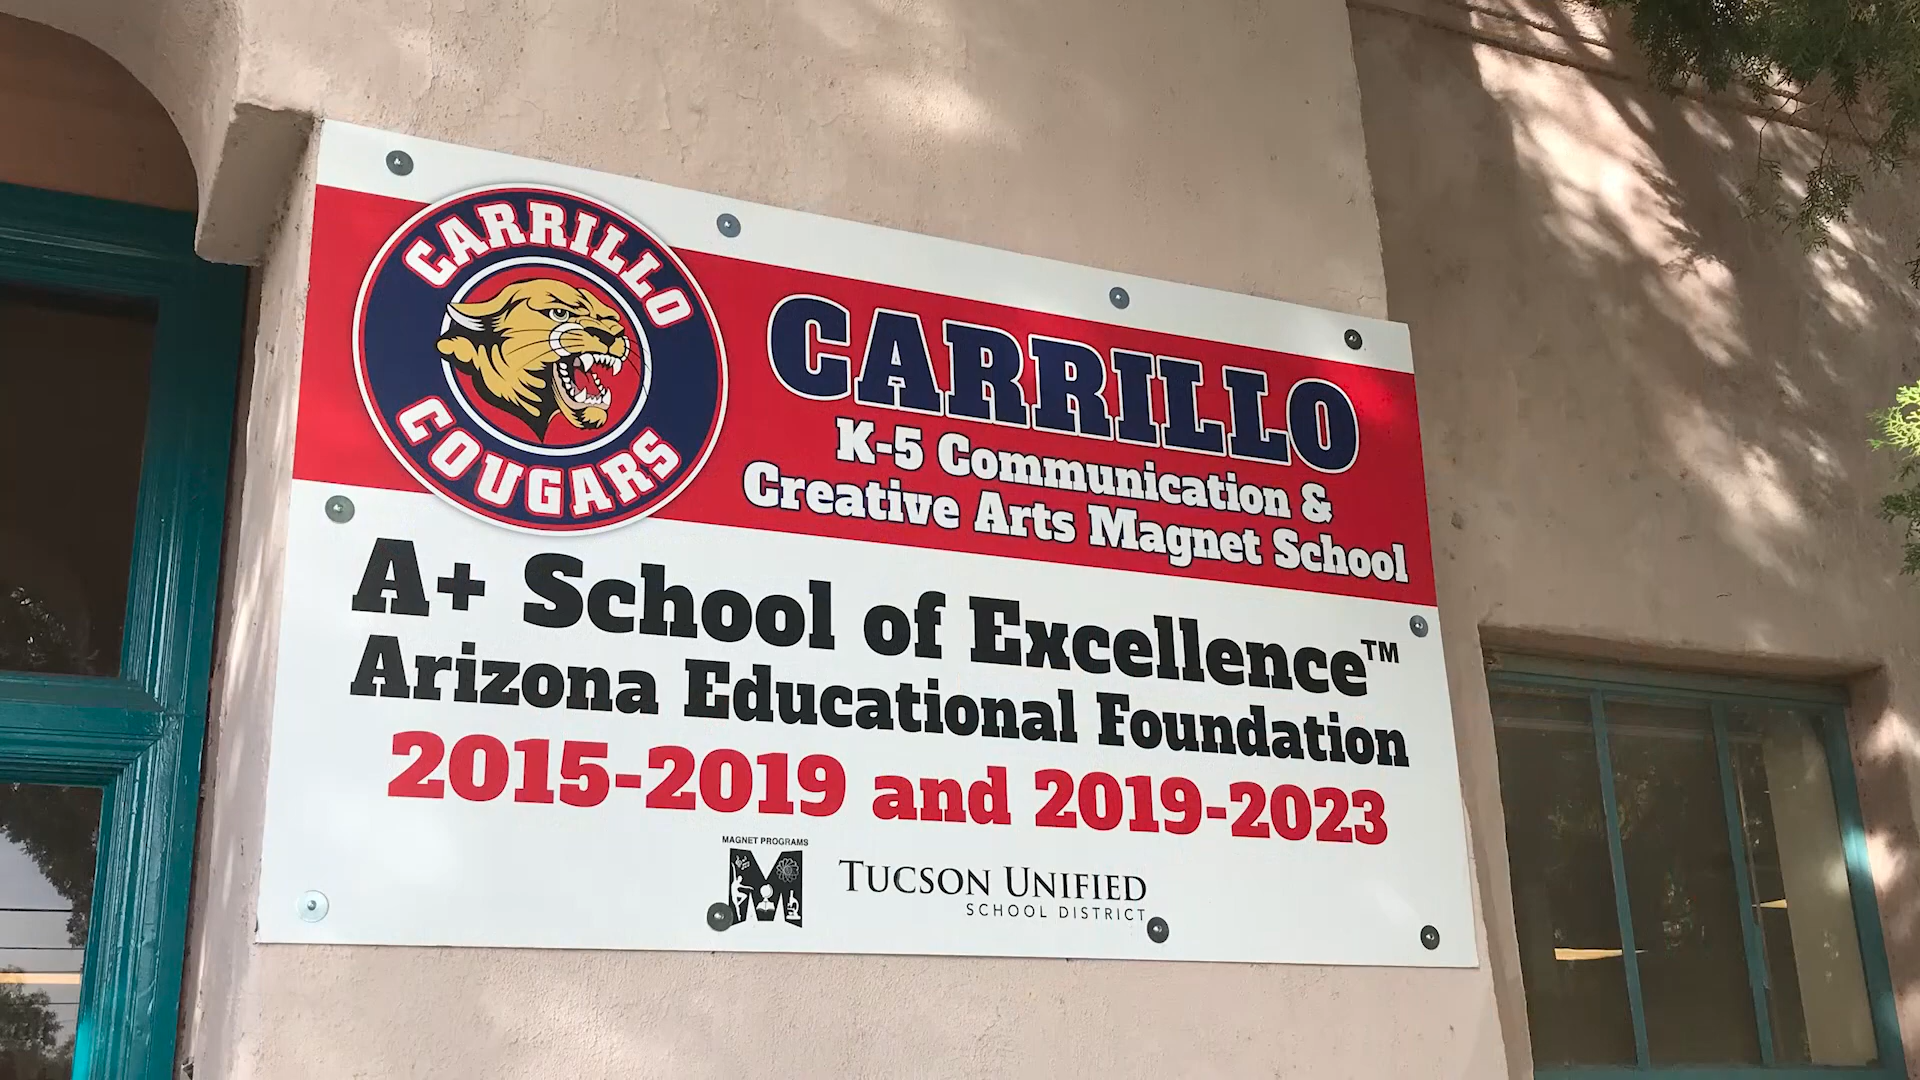 CARRILLO
COUGARS
CARRILLO
K-5 Communication &
Creative Arts Magnet School
A+ School of Excellence™
Arizona Educational Foundation
2015-2019 and 2019-2023
MAGNET PROGRAMS
M
TUCSON UNIFIED
SCHOOL DISTRICT